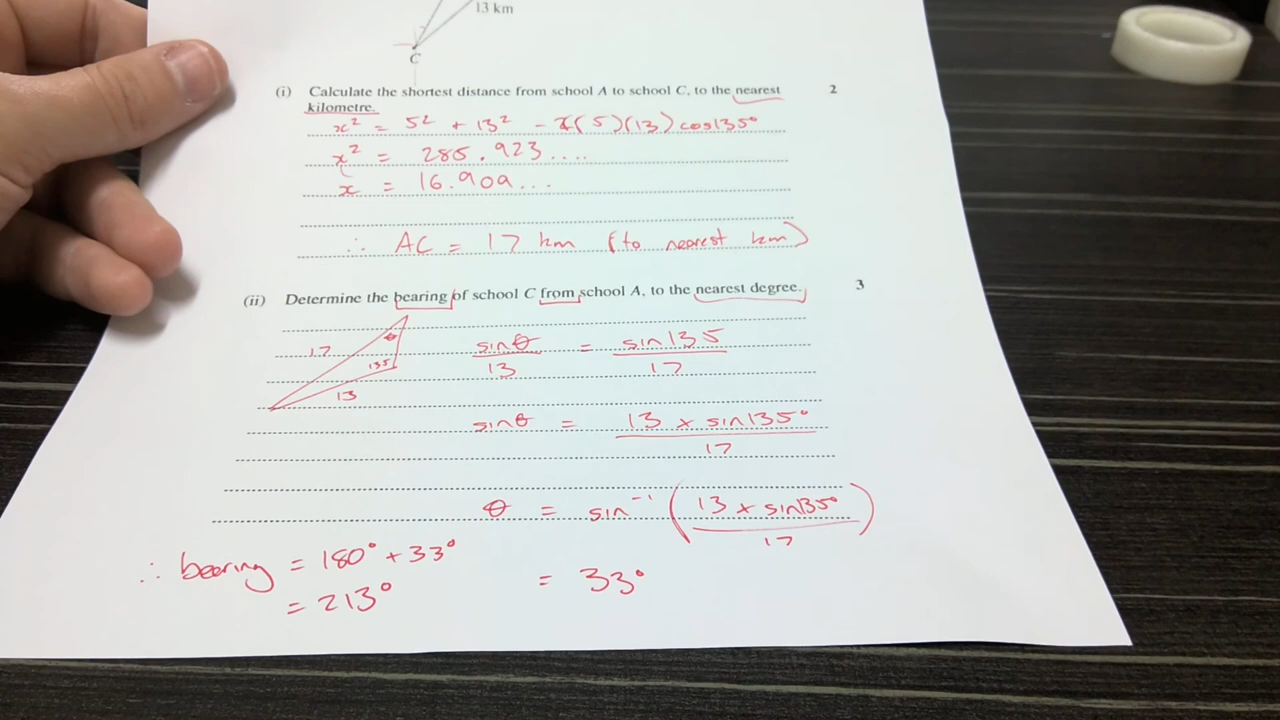 13 km
C
(i) Calculate the shortest distance from school A to school C, to the nearest 2
kilometre.
x² = 5² + 13² - 2(5)(13) cos135°
x² = 285.923....
x = 16.909...
∴ AC = 17 km (to nearest km)
(ii) Determine the bearing of school C from school A, to the nearest degree. 3
θ
17
135
13
sinθ/13 = sin135/17
sinθ = 13 × sin135°/17
θ = sin⁻¹ (13 × sin135°/17)
= 33°
∴ bearing = 180° + 33°
= 213°